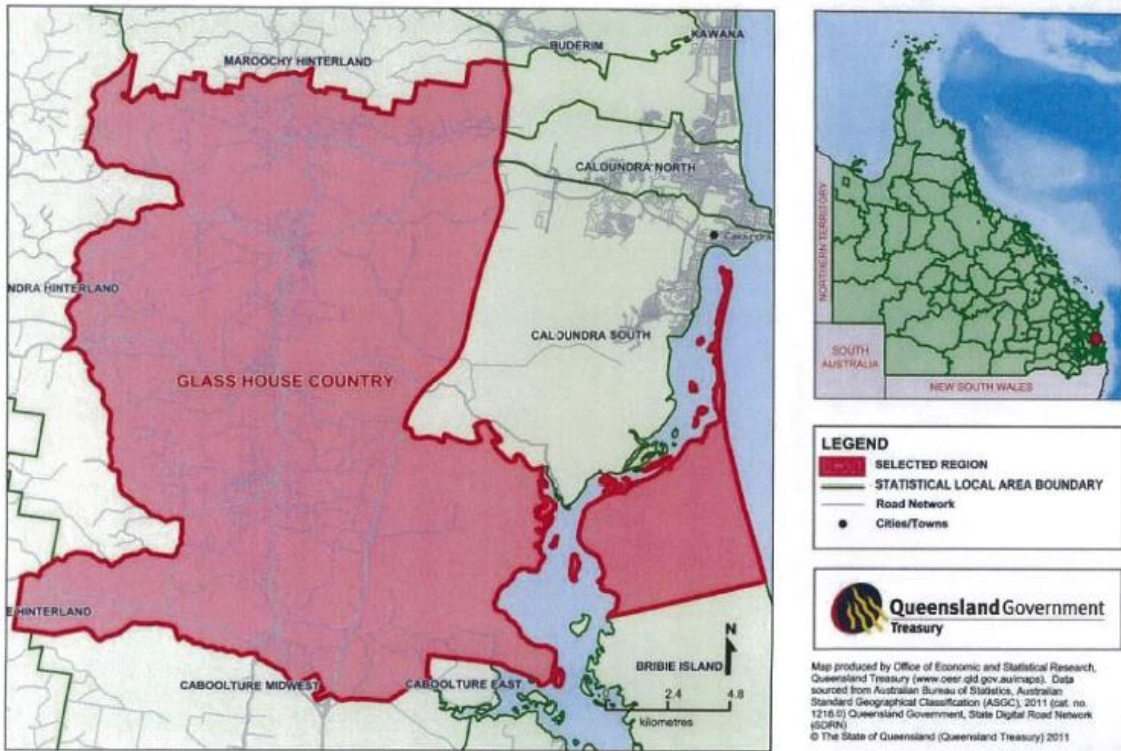 KAWANA
BUDERIM
MAROOCHY HINTERLAND
CALOUNDRA NORTH
Caloundra
NDRA HINTERLAND
CALOUNDRA SOUTH
GLASS HOUSE COUNTRY
E HINTERLAND
N
BRIBIE ISLAND
CABOOLTURE MIDWEST
CABOOLTURE EAST
0 2.4 4.8
kilometres
NORTHERN TERRITORY
SOUTH
AUSTRALIA
NEW SOUTH WALES
LEGEND
SELECTED REGION
STATISTICAL LOCAL AREA BOUNDARY
Road Network
Cities/Towns
Queensland Government
Treasury
Map produced by Office of Economic and Statistical Research,
Queensland Treasury (www.oesr.qld.gov.au/maps). Data
sourced from Australian Bureau of Statistics, Australian
Standard Geographical Classification (ASGC), 2011 (cat. no.
1216.0) Queensland Government, State Digital Road Network
(SDRN)
© The State of Queensland (Queensland Treasury) 2011